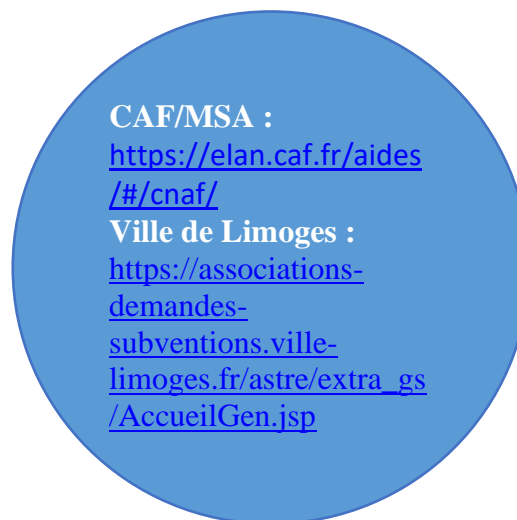 CAF/MSA :
https://elan.caf.fr/aides
/#/cnaf/
Ville de Limoges :
https://associations-
demandes-
subventions.ville-
limoges.fr/astre/extra_gs
/AccueilGen.jsp